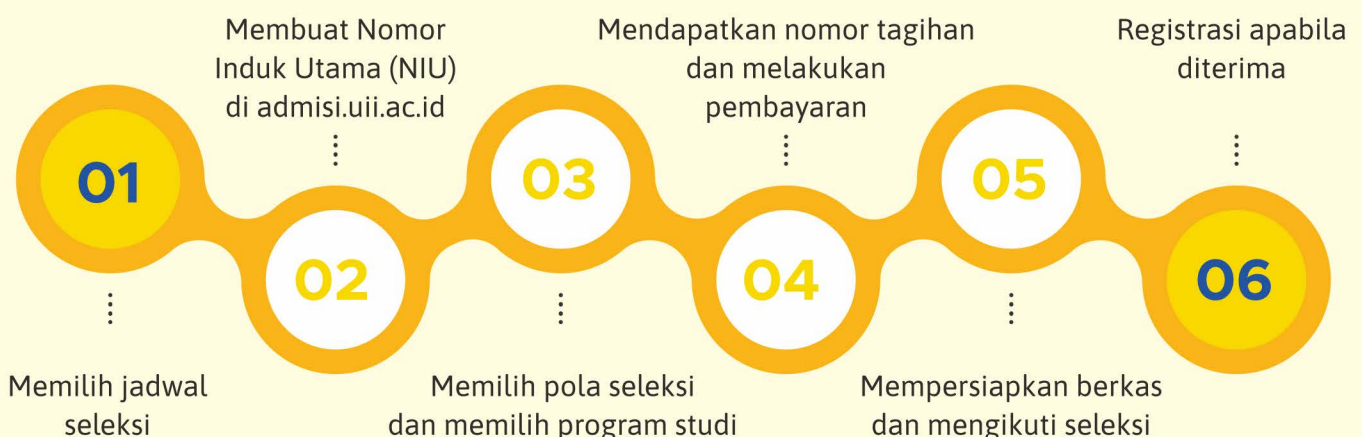 01
Memilih jadwal
seleksi
02
Membuat Nomor
Induk Utama (NIU)
di admisi.uii.ac.id
03
Memilih pola seleksi
dan memilih program studi
04
Mendapatkan nomor tagihan
dan melakukan
pembayaran
05
Mempersiapkan berkas
dan mengikuti seleksi
06
Registrasi apabila
diterima